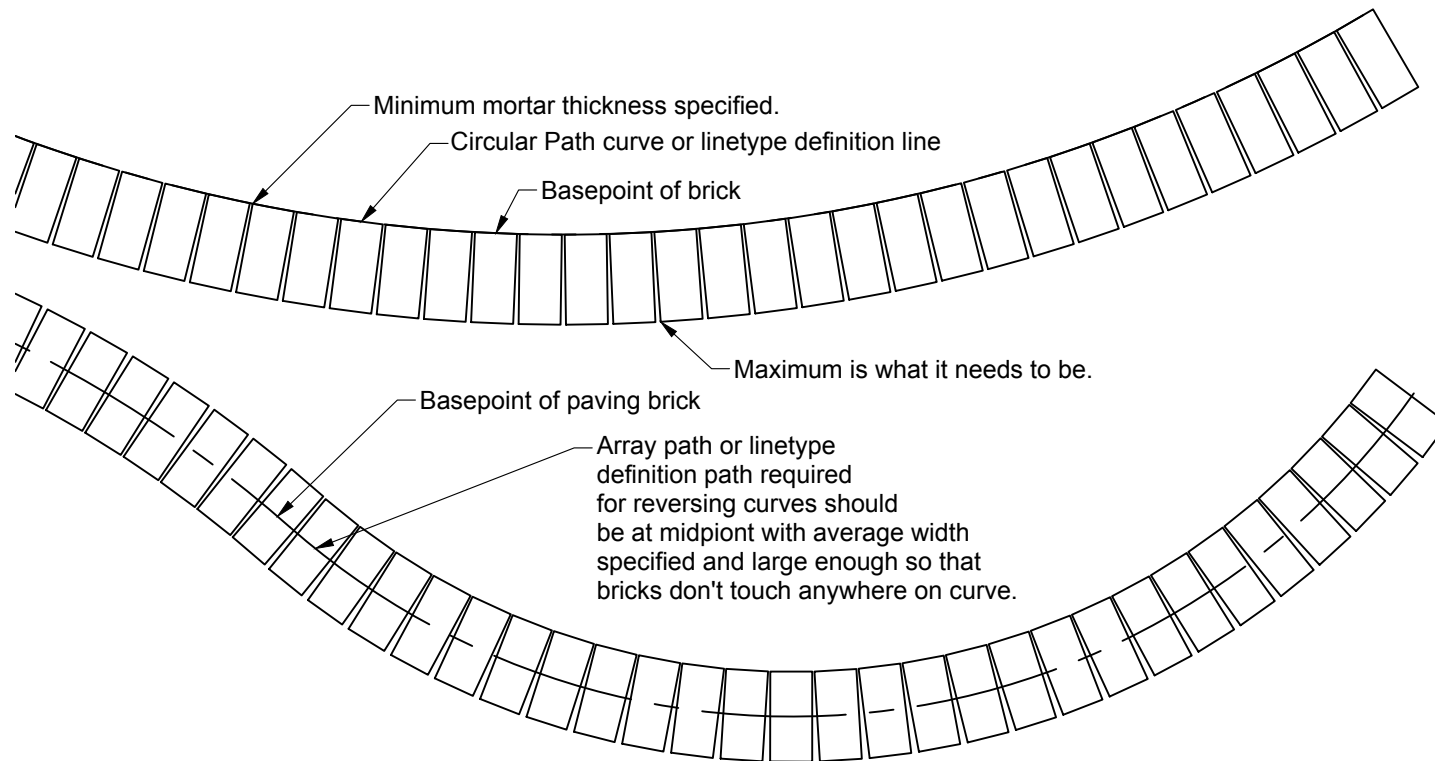 Minimum mortar thickness specified.
Circular Path curve or linetype definition line
Basepoint of brick
Maximum is what it needs to be.
Basepoint of paving brick
Array path or linetype
definition path required
for reversing curves should
be at midpiont with average width
specified and large enough so that
bricks don't touch anywhere on curve.